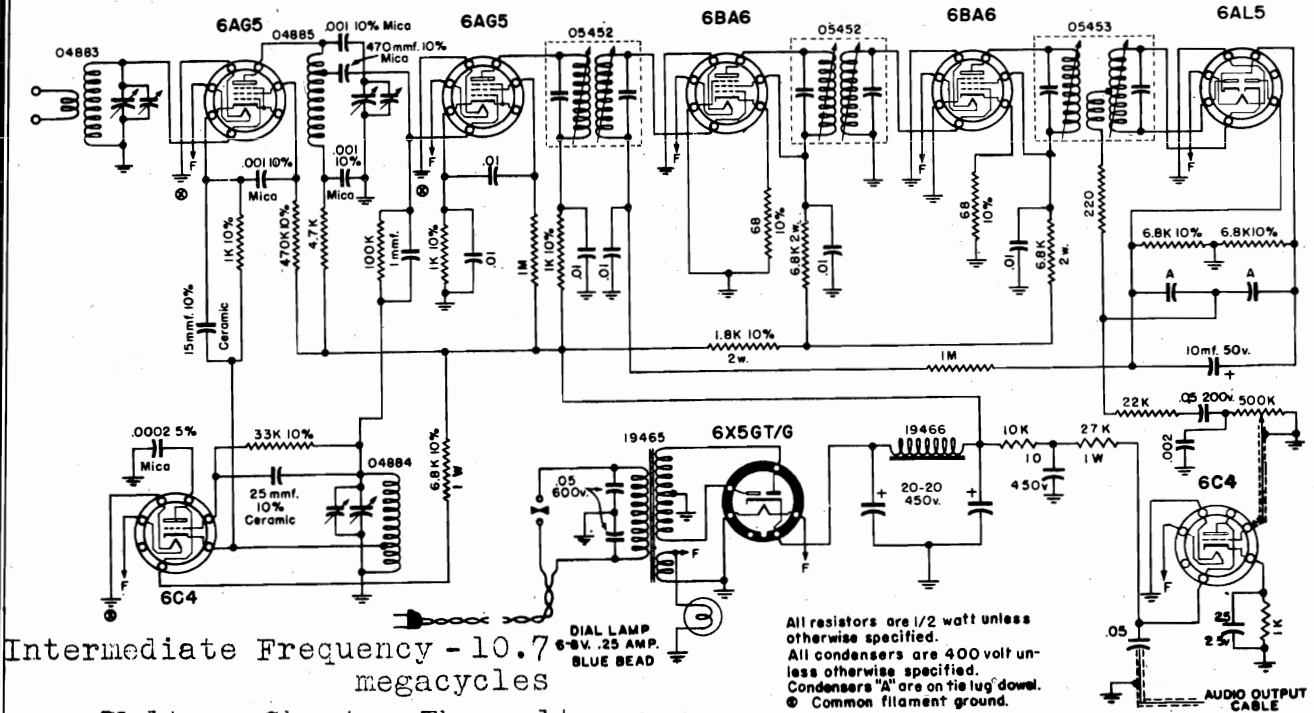 6AG5
6AG5
6BA6
6BA6
6AL5
04883
04885
.001 10% Mica
470mmf. 10%
Mica
05452
05452
05453
F
F
F
F
F
.001 10%
Mica
.001
10%
Mica
1K 10%
470K 10%
4.7K
100K
1 mmf.
1K 10%
.01
.01
1M
1K 10%
.01
.01
68
10%
6.8K 2w.
.01
68
10%
.01
6.8K
2w.
220
6.8K 10%
6.8K 10%
A
A
15 mmf. 10%
Ceramic
1.8K 10%
2w.
1M
10mf. 50v.
+
.0002 5%
Mica
33K 10%
25 mmf.
10%
Ceramic
04884
6.8K 10%
1 W
19465
6X5GT/G
.05
600v.
F
F
19466
20-20
450v.
+
+
10K
10
450v
27K
1W
22K
.05 200v.
500K
.002
6C4
F
6C4
F
.05
25
25v
1K
DIAL LAMP
6-8V. .25 AMP.
BLUE BEAD
All resistors are 1/2 watt unless
otherwise specified.
All condensers are 400 volt un-
less otherwise specified.
Condensers "A" are on tie lug dowel.
⊗ Common filament ground.
AUDIO OUTPUT
CABLE
Intermediate Frequency - 10.7
megacycles